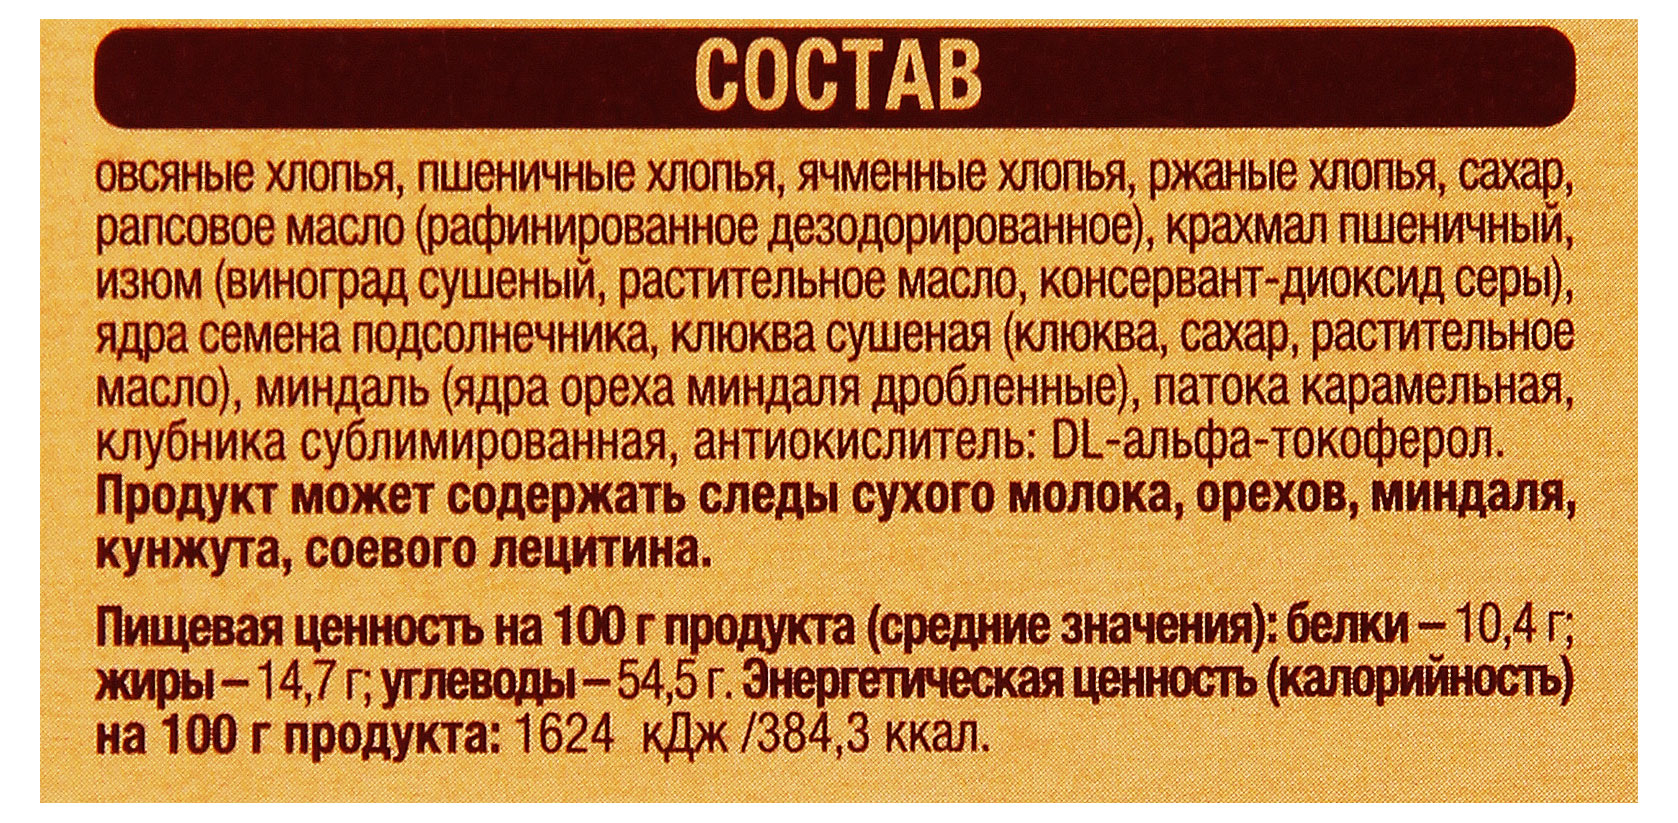 СОСТАВ
овсяные хлопья, пшеничные хлопья, ячменные хлопья, ржаные хлопья, сахар,
рапсовое масло (рафинированное дезодорированное), крахмал пшеничный,
изюм (виноград сушеный, растительное масло, консервант-диоксид серы),
ядра семена подсолнечника, клюква сушеная (клюква, сахар, растительное
масло), миндаль (ядра ореха миндаля дробленные), патока карамельная,
клубника сублимированная, антиокислитель: DL-альфа-токоферол.
Продукт может содержать следы сухого молока, орехов, миндаля,
кунжута, соевого лецитина.
Пищевая ценность на 100 г продукта (средние значения): белки – 10,4 г;
жиры – 14,7 г; углеводы – 54,5 г. Энергетическая ценность (калорийность)
на 100 г продукта: 1624 кДж /384,3 ккал.